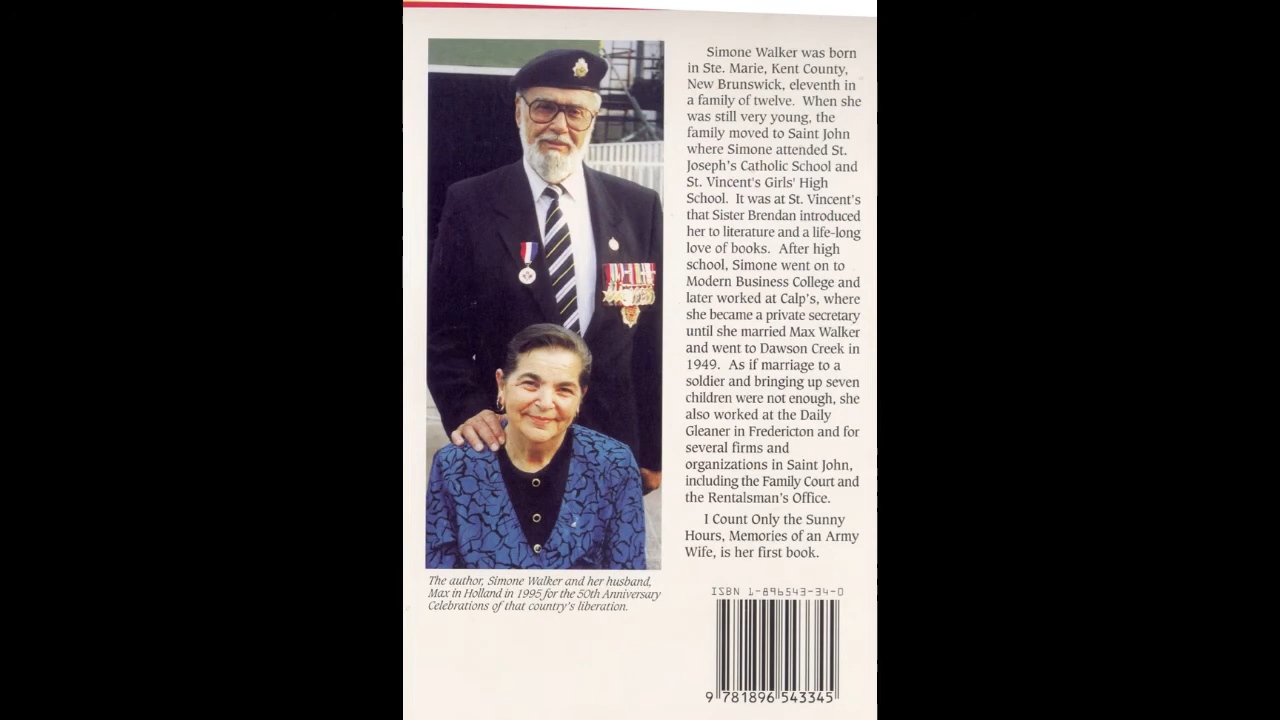 Simone Walker was born
in Ste. Marie, Kent County,
New Brunswick, eleventh in
a family of twelve. When she
was still very young, the
family moved to Saint John
where Simone attended St.
Joseph's Catholic School and
St. Vincent's Girls' High
School. It was at St. Vincent's
that Sister Brendan introduced
her to literature and a life-long
love of books. After high
school, Simone went on to
Modern Business College and
later worked at Calp's, where
she became a private secretary
until she married Max Walker
and went to Dawson Creek in
1949. As if marriage to a
soldier and bringing up seven
children were not enough, she
also worked at the Daily
Gleaner in Fredericton and for
several firms and
organizations in Saint John,
including the Family Court and
the Rentalsman's Office.
I Count Only the Sunny
Hours, Memories of an Army
Wife, is her first book.
The author, Simone Walker and her husband,
Max in Holland in 1995 for the 50th Anniversary
Celebrations of that country's liberation.
ISBN 1-896543-34-0
9 781896 543345